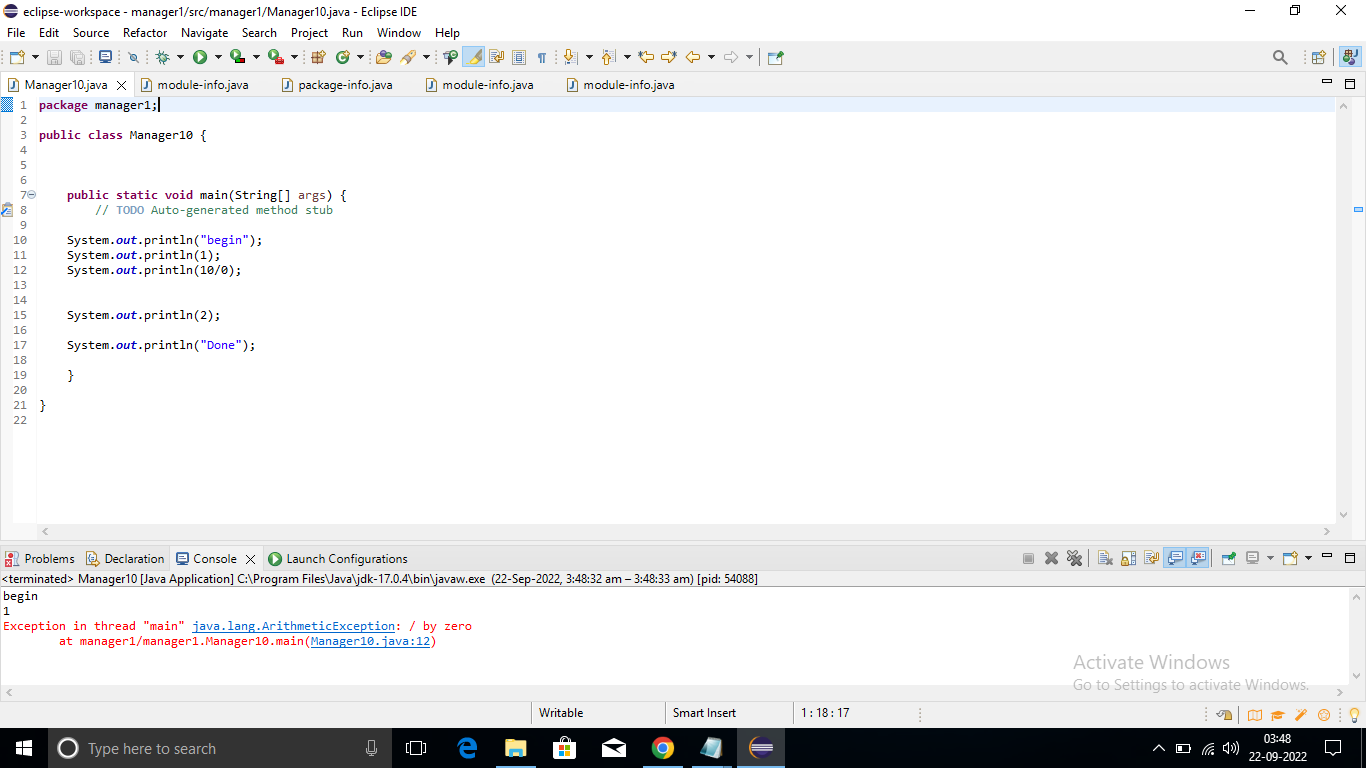 eclipse-workspace - manager1/src/manager1/Manager10.java - Eclipse IDE
File Edit Source Refactor Navigate Search Project Run Window Help
Manager10.java module-info.java package-info.java module-info.java module-info.java
1 package manager1;
2
3 public class Manager10 {
4
5
6
7 public static void main(String[] args) {
8 // TODO Auto-generated method stub
9
10 System.out.println("begin");
11 System.out.println(1);
12 System.out.println(10/0);
13
14
15 System.out.println(2);
16
17 System.out.println("Done");
18
19 }
20
21 }
22
Problems Declaration Console Launch Configurations
<terminated> Manager10 [Java Application] C:\Program Files\Java\jdk-17.0.4\bin\javaw.exe (22-Sep-2022, 3:48:32 am – 3:48:33 am) [pid: 54088]
begin
1
Exception in thread "main" java.lang.ArithmeticException: / by zero
at manager1/manager1.Manager10.main(Manager10.java:12)
Activate Windows
Go to Settings to activate Windows.
Writable Smart Insert 1 : 18 : 17
Type here to search
03:48
22-09-2022